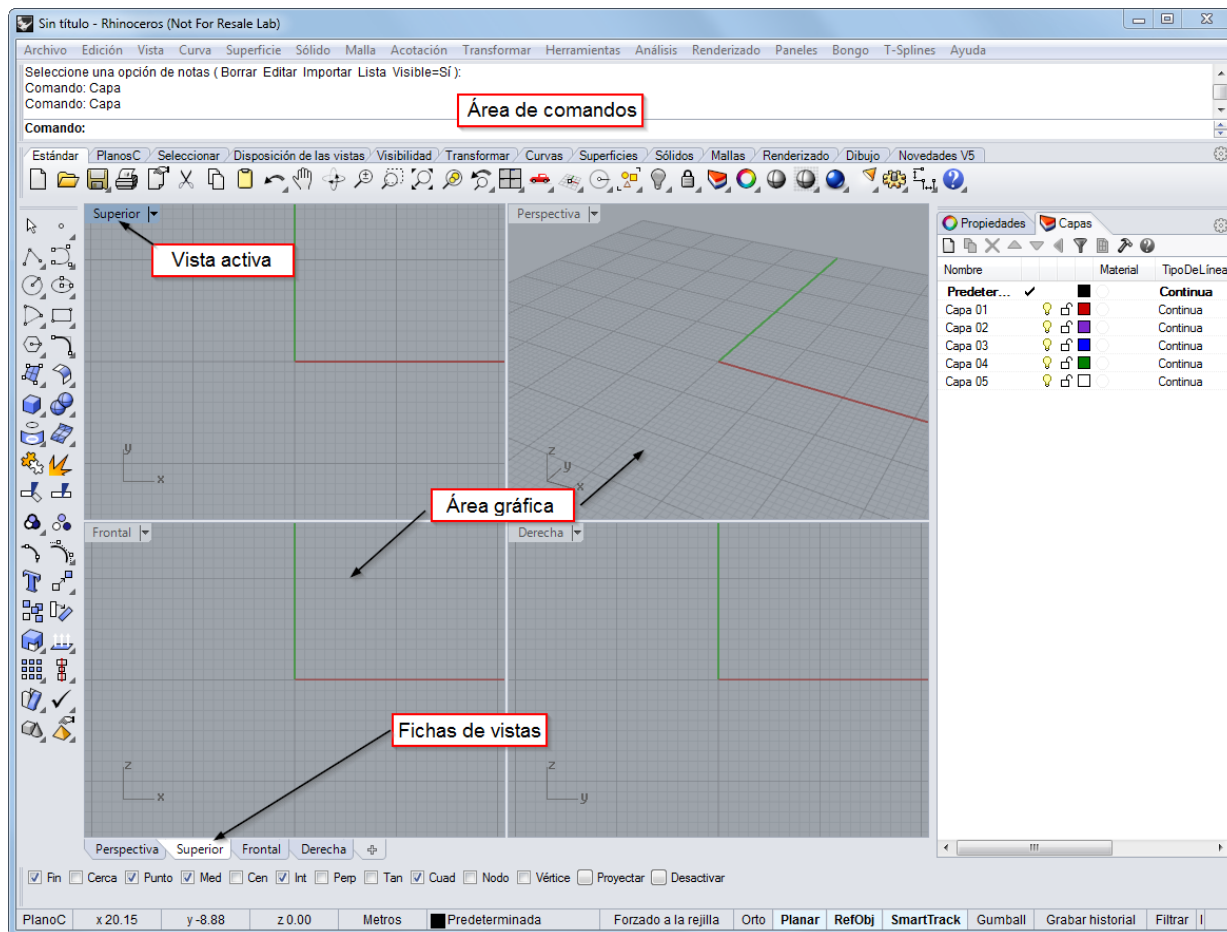 Sin título - Rhinoceros (Not For Resale Lab)
Archivo Edición Vista Curva Superficie Sólido Malla Acotación Transformar Herramientas Análisis Renderizado Paneles Bongo T-Splines Ayuda
Seleccione una opción de notas ( Borrar Editar Importar Lista Visible=Sí ):
Comando: Capa
Comando: Capa
Área de comandos
Comando:
Estándar PlanosC Seleccionar Disposición de las vistas Visibilidad Transformar Curvas Superficies Sólidos Mallas Renderizado Dibujo Novedades V5
Superior
Perspectiva
Vista activa
Propiedades Capas
Nombre Material TipoDeLínea
Predeter... Continua
Capa 01 Continua
Capa 02 Continua
Capa 03 Continua
Capa 04 Continua
Capa 05 Continua
y
x
z
y
x
Área gráfica
Frontal
Derecha
Fichas de vistas
z
x
z
y
Perspectiva Superior Frontal Derecha
Fin Cerca Punto Med Cen Int Perp Tan Cuad Nodo Vértice Proyectar Desactivar
PlanoC x 20.15 y -8.88 z 0.00 Metros Predeterminada Forzado a la rejilla Orto Planar RefObj SmartTrack Gumball Grabar historial Filtrar